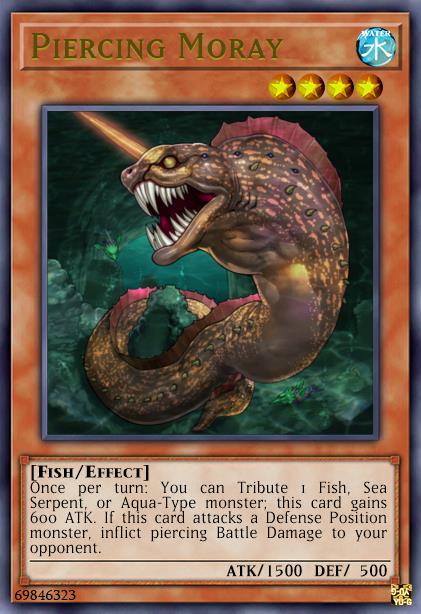 Piercing Moray
WATER
水
[Fish/Effect]
Once per turn: You can Tribute 1 Fish, Sea
Serpent, or Aqua-Type monster; this card gains
600 ATK. If this card attacks a Defense Position
monster, inflict piercing Battle Damage to your
opponent.
ATK/1500 DEF/ 500
69846323